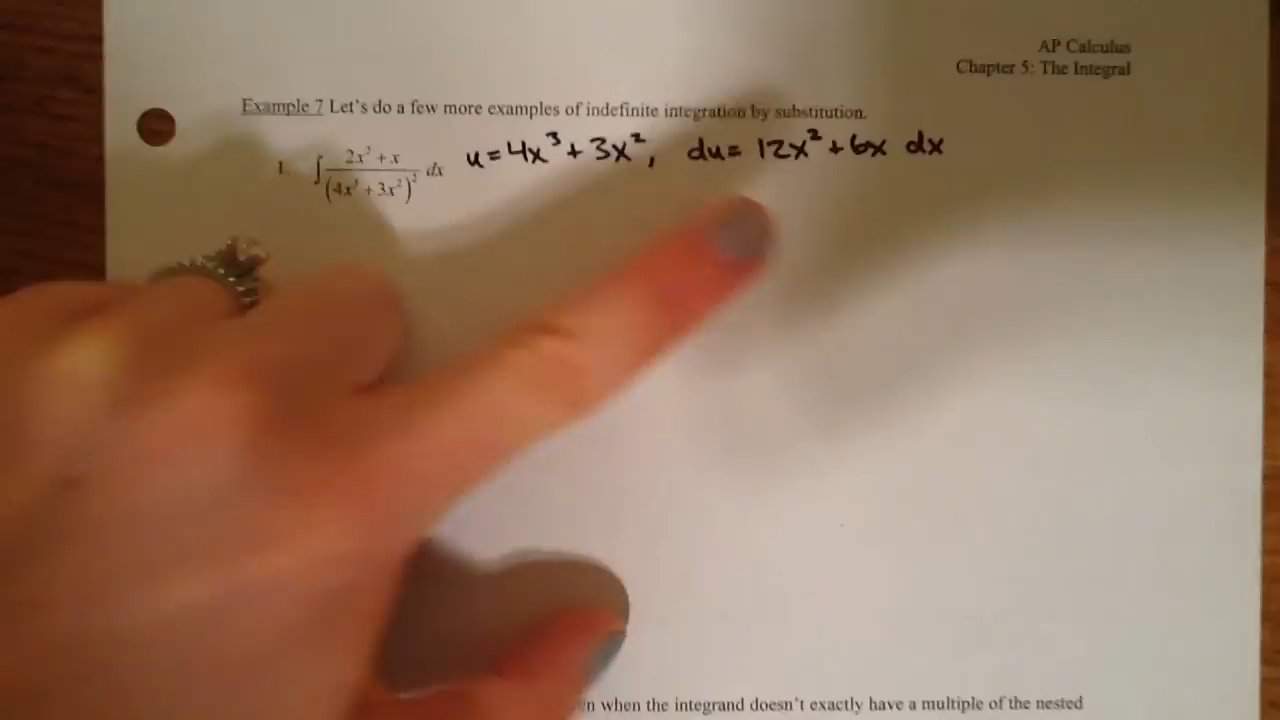 AP Calculus
Chapter 5: The Integral
Example 7 Let's do a few more examples of indefinite integration by substitution.
1. ∫ (2x² + x)/(4x³ + 3x²)² dx u = 4x³ + 3x², du = 12x² + 6x dx
when the integrand doesn't exactly have a multiple of the nested